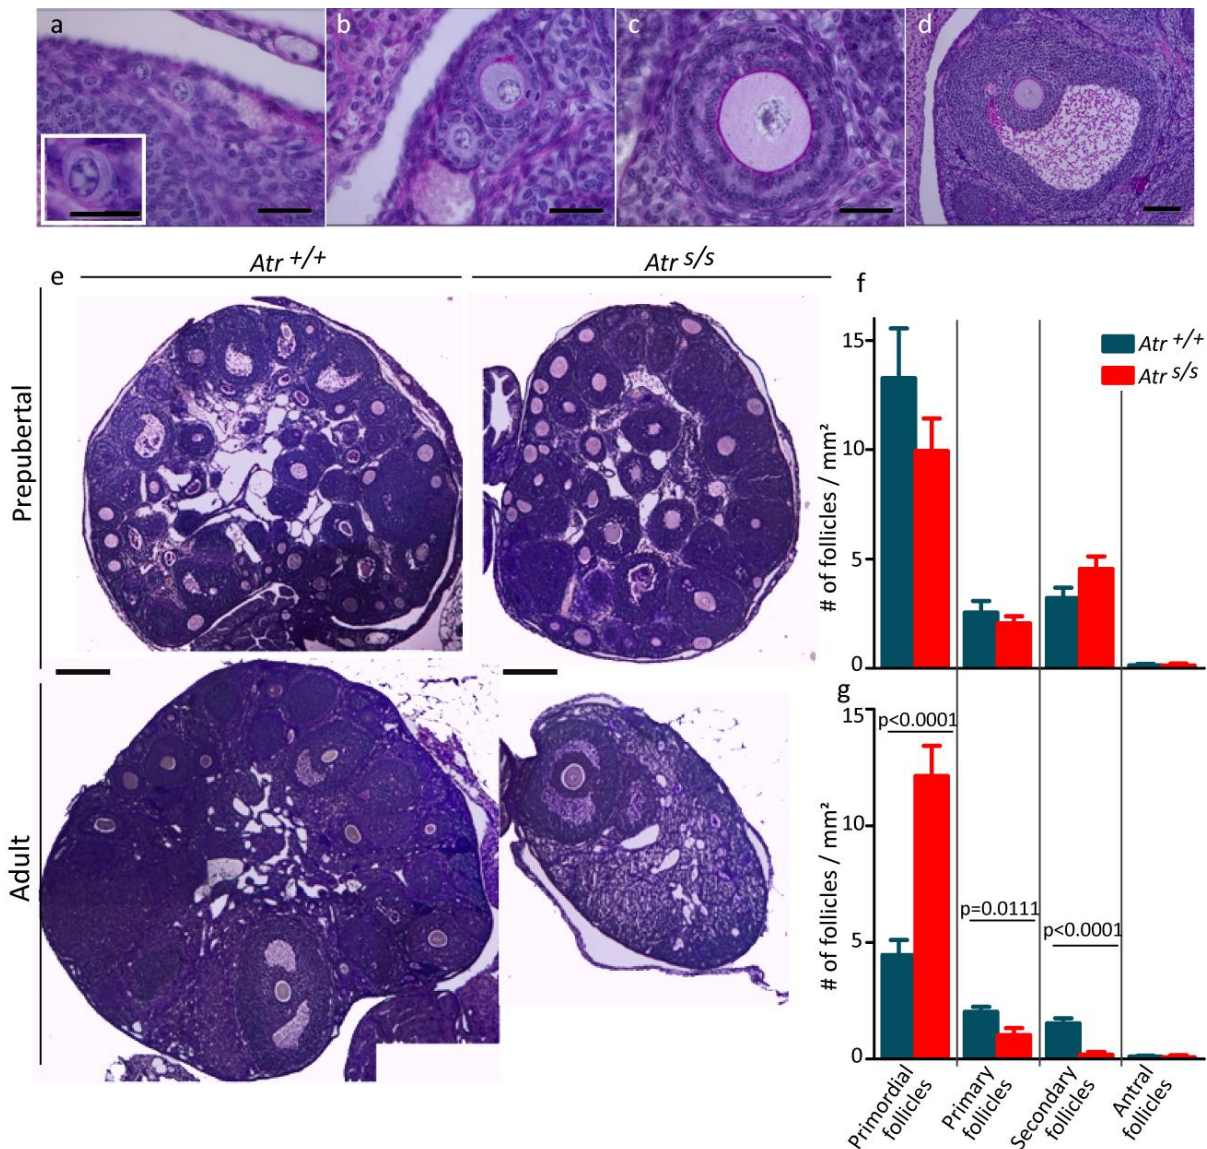 a
b
c
d
e
Atr +/+
Atr s/s
Prepubertal
Adult
f
# of follicles / mm²
15
10
5
0
Atr +/+
Atr s/s
g
# of follicles / mm²
15
10
5
0
p<0.0001
p=0.0111
p<0.0001
Primordial
follicles
Primary
follicles
Secondary
follicles
Antral
follicles